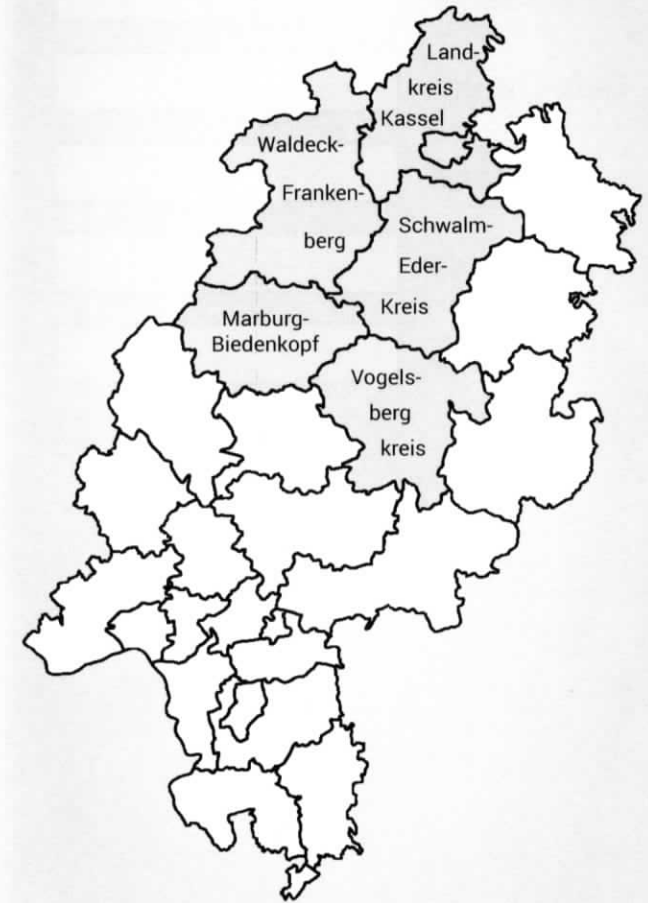 Land-
kreis
Kassel
Waldeck-
Franken-
berg
Schwalm-
Eder-
Kreis
Marburg-
Biedenkopf
Vogels-
berg
kreis